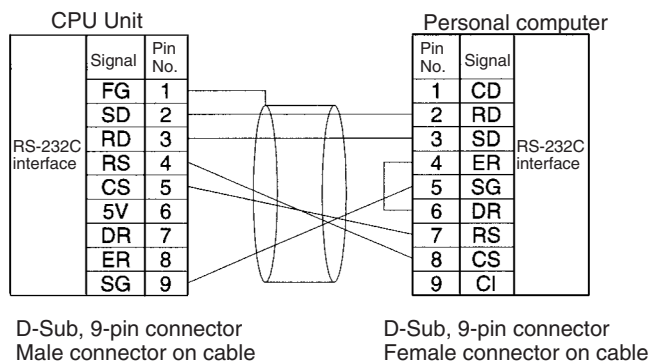 CPU Unit
Personal computer
Signal Pin No.
Pin No. Signal
FG 1
1 CD
SD 2
2 RD
RD 3
3 SD
RS-232C interface
RS 4
4 ER
RS-232C interface
CS 5
5 SG
5V 6
6 DR
DR 7
7 RS
ER 8
8 CS
SG 9
9 CI
D-Sub, 9-pin connector
Male connector on cable
D-Sub, 9-pin connector
Female connector on cable